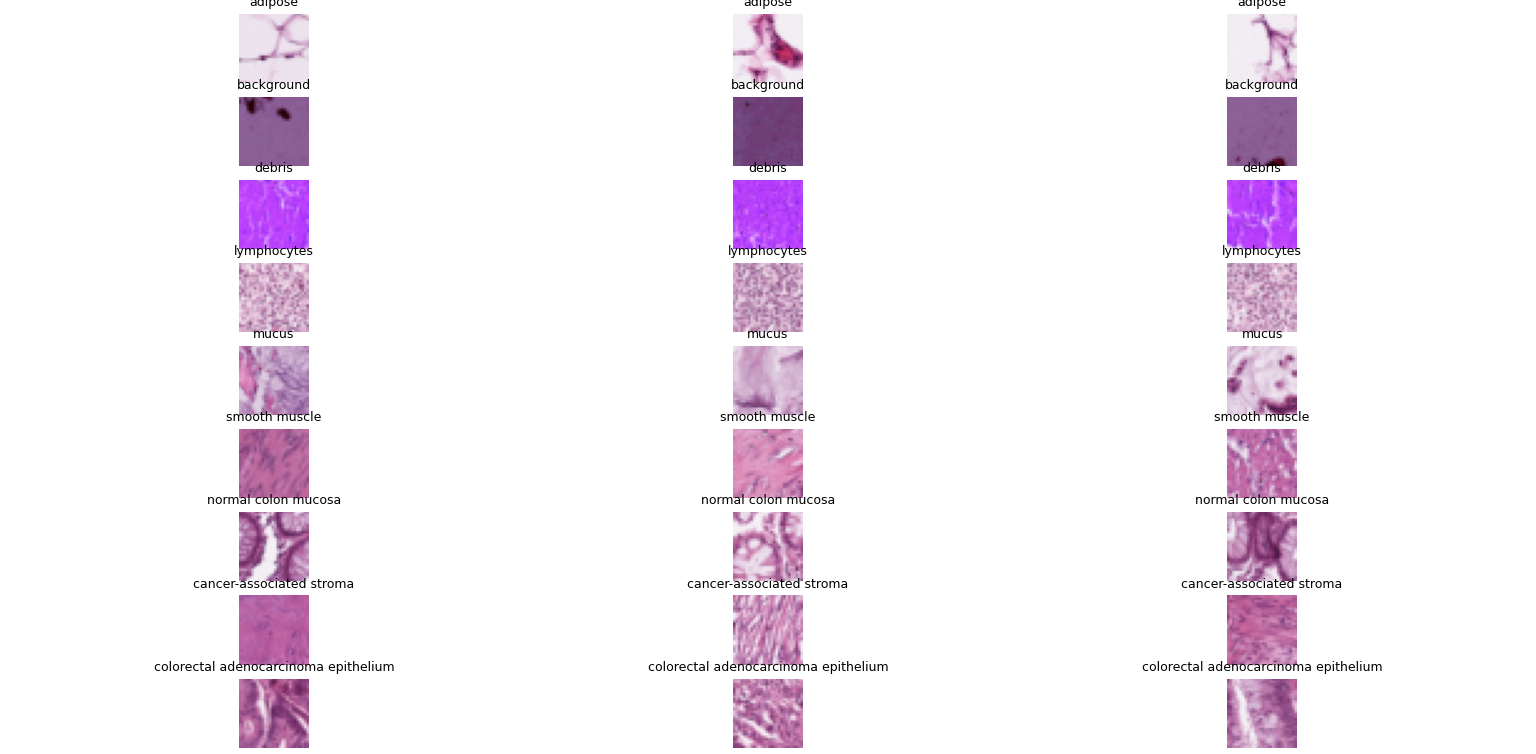 adipose adipose adipose
background background background
debris debris debris
lymphocytes lymphocytes lymphocytes
mucus mucus mucus
smooth muscle smooth muscle smooth muscle
normal colon mucosa normal colon mucosa normal colon mucosa
cancer-associated stroma cancer-associated stroma cancer-associated stroma
colorectal adenocarcinoma epithelium colorectal adenocarcinoma epithelium colorectal adenocarcinoma epithelium